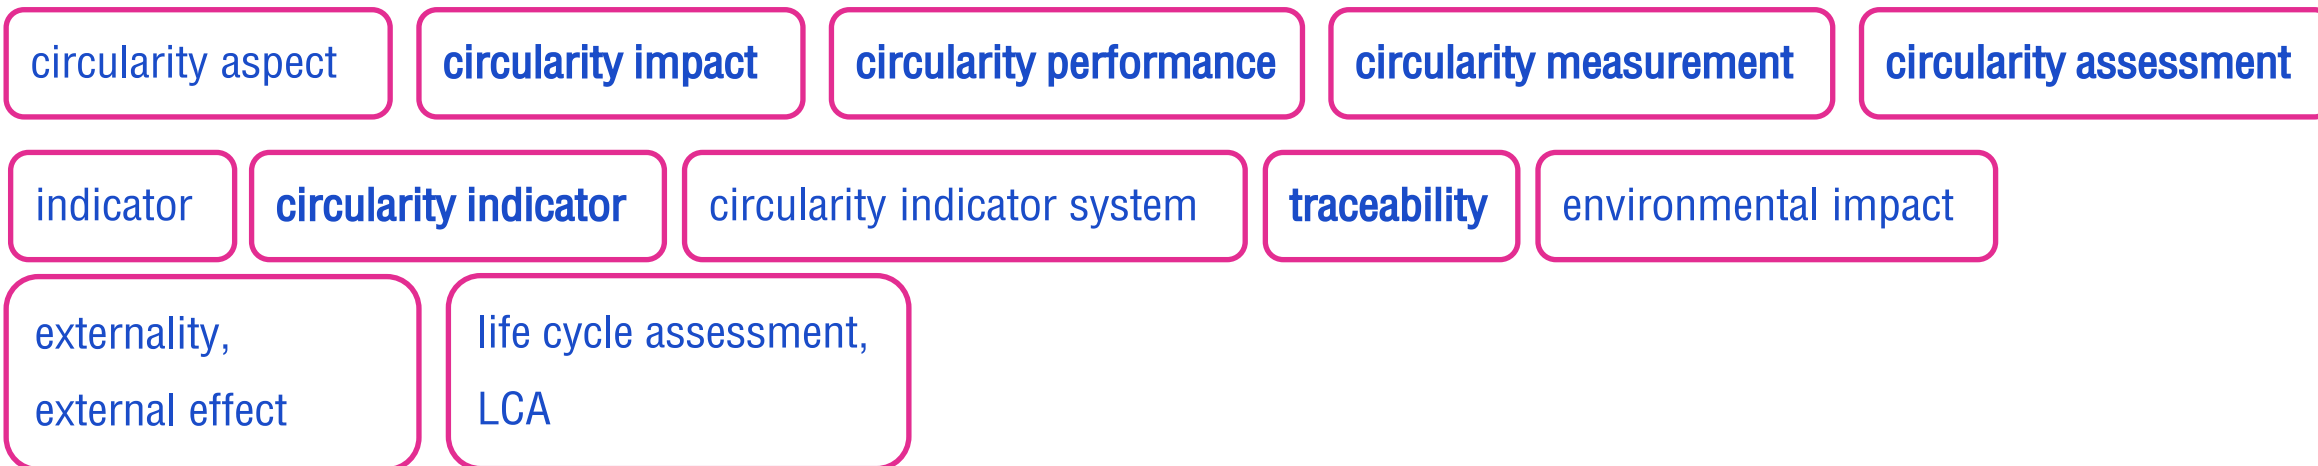 circularity aspect circularity impact circularity performance circularity measurement circularity assessment
indicator circularity indicator circularity indicator system traceability environmental impact
externality, life cycle assessment,
external effect LCA